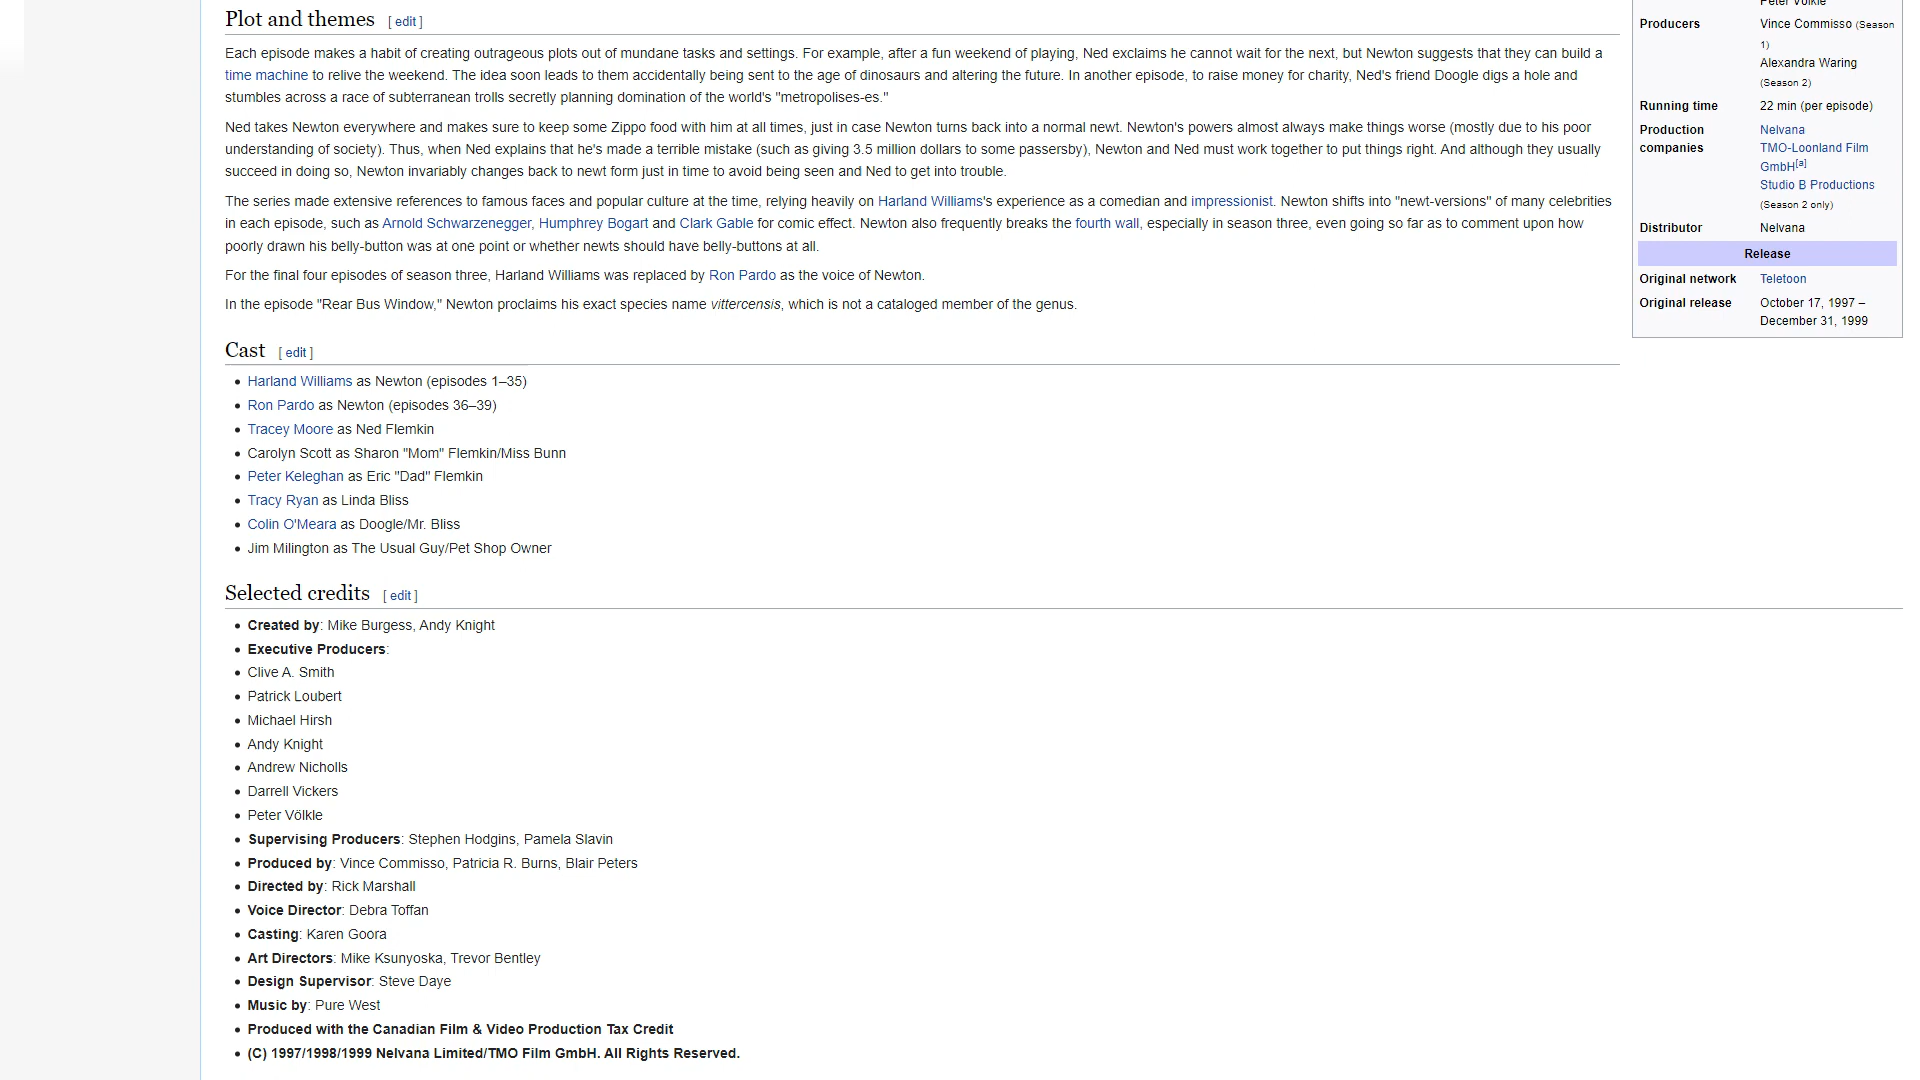 Plot and themes [ edit ]
Each episode makes a habit of creating outrageous plots out of mundane tasks and settings. For example, after a fun weekend of playing, Ned exclaims he cannot wait for the next, but Newton suggests that they can build a
time machine to relive the weekend. The idea soon leads to them accidentally being sent to the age of dinosaurs and altering the future. In another episode, to raise money for charity, Ned's friend Doogle digs a hole and
stumbles across a race of subterranean trolls secretly planning domination of the world's "metropolises-es."
Ned takes Newton everywhere and makes sure to keep some Zippo food with him at all times, just in case Newton turns back into a normal newt. Newton's powers almost always make things worse (mostly due to his poor
understanding of society). Thus, when Ned explains that he's made a terrible mistake (such as giving 3.5 million dollars to some passersby), Newton and Ned must work together to put things right. And although they usually
succeed in doing so, Newton invariably changes back to newt form just in time to avoid being seen and Ned to get into trouble.
The series made extensive references to famous faces and popular culture at the time, relying heavily on Harland Williams's experience as a comedian and impressionist. Newton shifts into "newt-versions" of many celebrities
in each episode, such as Arnold Schwarzenegger, Humphrey Bogart and Clark Gable for comic effect. Newton also frequently breaks the fourth wall, especially in season three, even going so far as to comment upon how
poorly drawn his belly-button was at one point or whether newts should have belly-buttons at all.
For the final four episodes of season three, Harland Williams was replaced by Ron Pardo as the voice of Newton.
In the episode "Rear Bus Window," Newton proclaims his exact species name vittercensis, which is not a cataloged member of the genus.
Cast [ edit ]
• Harland Williams as Newton (episodes 1–35)
• Ron Pardo as Newton (episodes 36–39)
• Tracey Moore as Ned Flemkin
• Carolyn Scott as Sharon "Mom" Flemkin/Miss Bunn
• Peter Keleghan as Eric "Dad" Flemkin
• Tracy Ryan as Linda Bliss
• Colin O'Meara as Doogle/Mr. Bliss
• Jim Milington as The Usual Guy/Pet Shop Owner
Selected credits [ edit ]
• Created by: Mike Burgess, Andy Knight
• Executive Producers:
• Clive A. Smith
• Patrick Loubert
• Michael Hirsh
• Andy Knight
• Andrew Nicholls
• Darrell Vickers
• Peter Völkle
• Supervising Producers: Stephen Hodgins, Pamela Slavin
• Produced by: Vince Commisso, Patricia R. Burns, Blair Peters
• Directed by: Rick Marshall
• Voice Director: Debra Toffan
• Casting: Karen Goora
• Art Directors: Mike Ksunyoska, Trevor Bentley
• Design Supervisor: Steve Daye
• Music by: Pure West
• Produced with the Canadian Film & Video Production Tax Credit
• (C) 1997/1998/1999 Nelvana Limited/TMO Film GmbH. All Rights Reserved.
Peter Völkle
Producers Vince Commisso (Season
1)
Alexandra Waring
(Season 2)
Running time 22 min (per episode)
Production Nelvana
companies TMO-Loonland Film
GmbH[a]
Studio B Productions
(Season 2 only)
Distributor Nelvana
Release
Original network Teletoon
Original release October 17, 1997 –
December 31, 1999